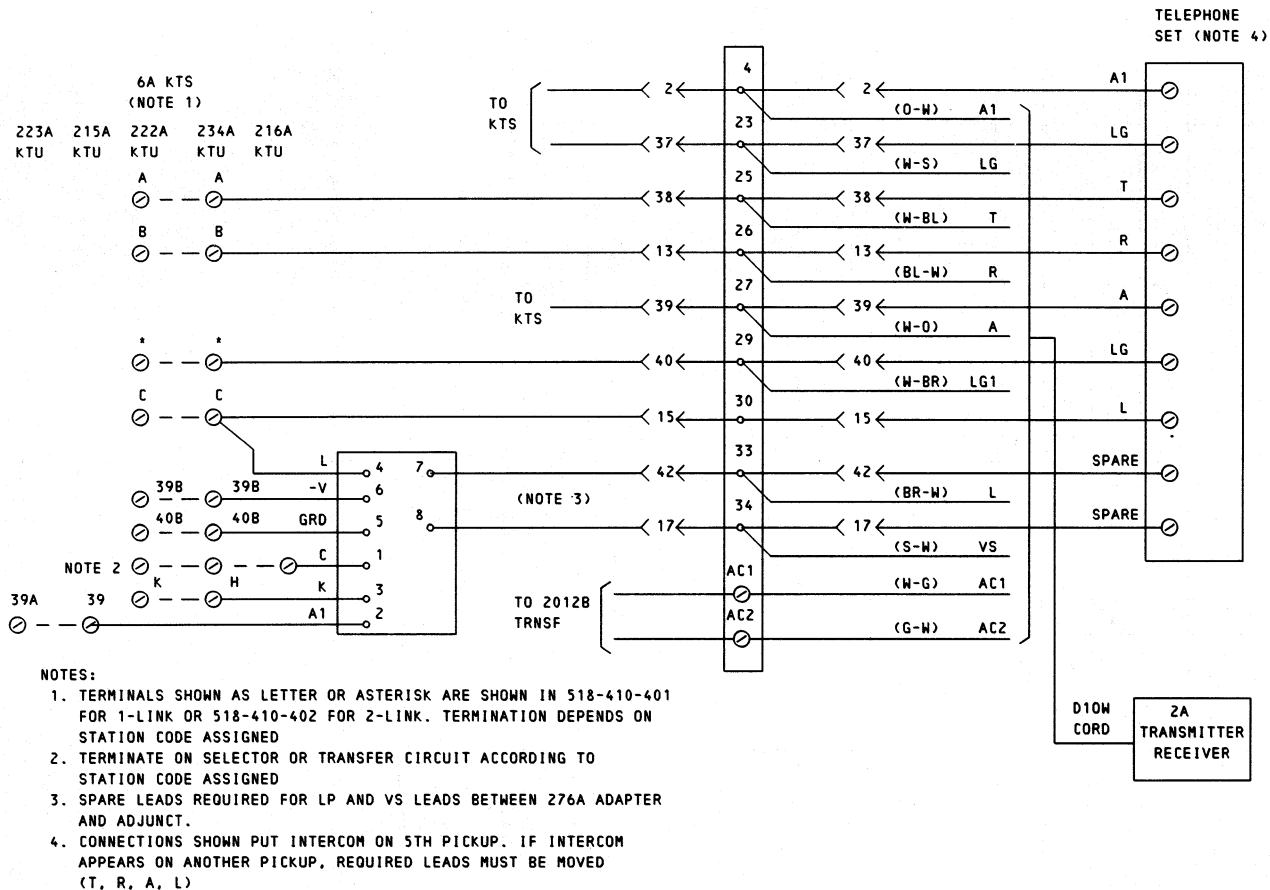 TELEPHONE
SET (NOTE 4)
6A KTS
(NOTE 1)
223A 215A 222A 234A 216A
KTU KTU KTU KTU KTU
TO
KTS
2 4 2 A1
(O-W) A1
37 23 37 LG
(W-S) LG
A A
38 25 38 T
(W-BL) T
B B
13 26 13 R
(BL-W) R
TO
KTS
39 27 39 A
(W-O) A
* *
40 29 40 LG
(W-BR) LG1
C C
15 30 15 L
L 4 7
42 33 42 SPARE
(BR-W) L
39B 39B -V 6
(NOTE 3)
40B 40B GRD 5 8
17 34 17 SPARE
(S-W) VS
NOTE 2 C 1
K H K 3
39A 39 A1 2
TO 2012B
TRNSF
AC1 (W-G) AC1
AC2 (G-W) AC2
D10W
CORD
2A
TRANSMITTER
RECEIVER
NOTES:
1. TERMINALS SHOWN AS LETTER OR ASTERISK ARE SHOWN IN 518-410-401
FOR 1-LINK OR 518-410-402 FOR 2-LINK. TERMINATION DEPENDS ON
STATION CODE ASSIGNED
2. TERMINATE ON SELECTOR OR TRANSFER CIRCUIT ACCORDING TO
STATION CODE ASSIGNED
3. SPARE LEADS REQUIRED FOR LP AND VS LEADS BETWEEN 276A ADAPTER
AND ADJUNCT.
4. CONNECTIONS SHOWN PUT INTERCOM ON 5TH PICKUP. IF INTERCOM
APPEARS ON ANOTHER PICKUP, REQUIRED LEADS MUST BE MOVED
(T, R, A, L)